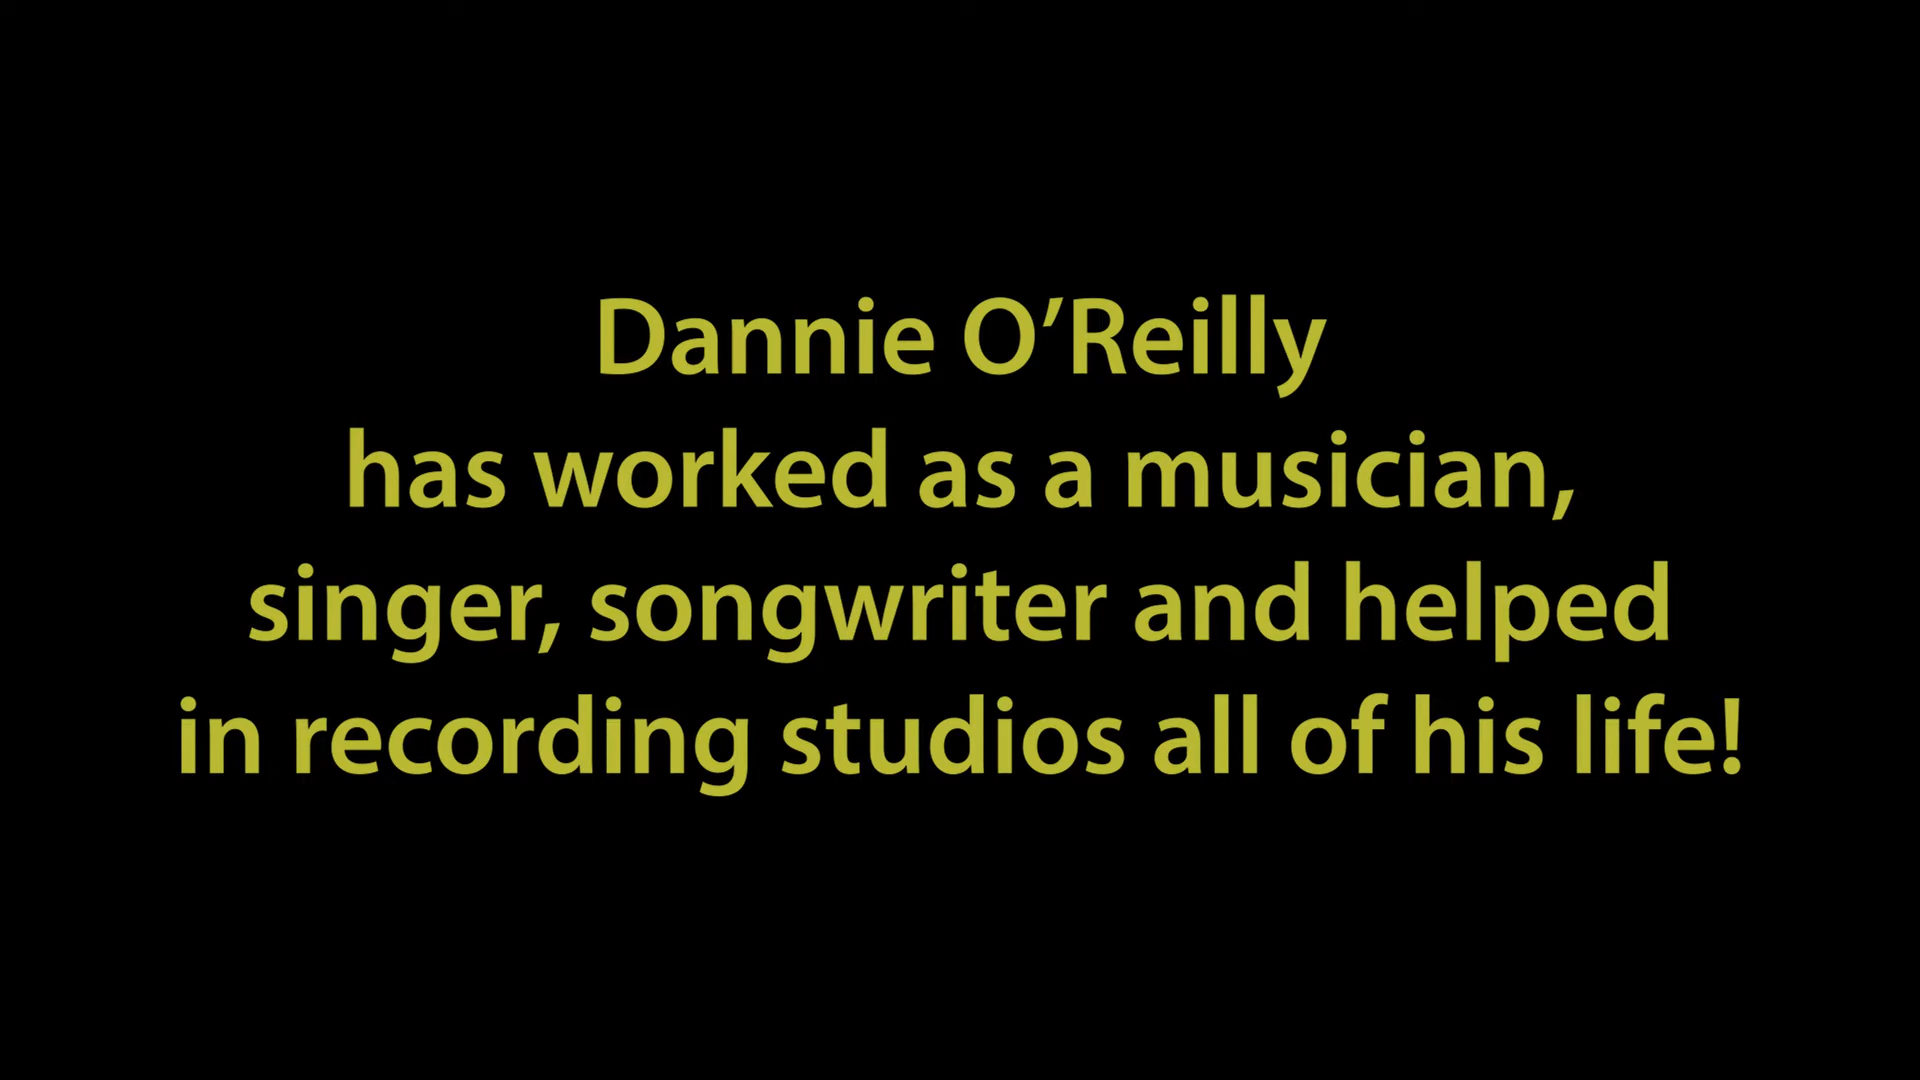 Dannie O’Reilly
has worked as a musician,
singer, songwriter and helped
in recording studios all of his life!